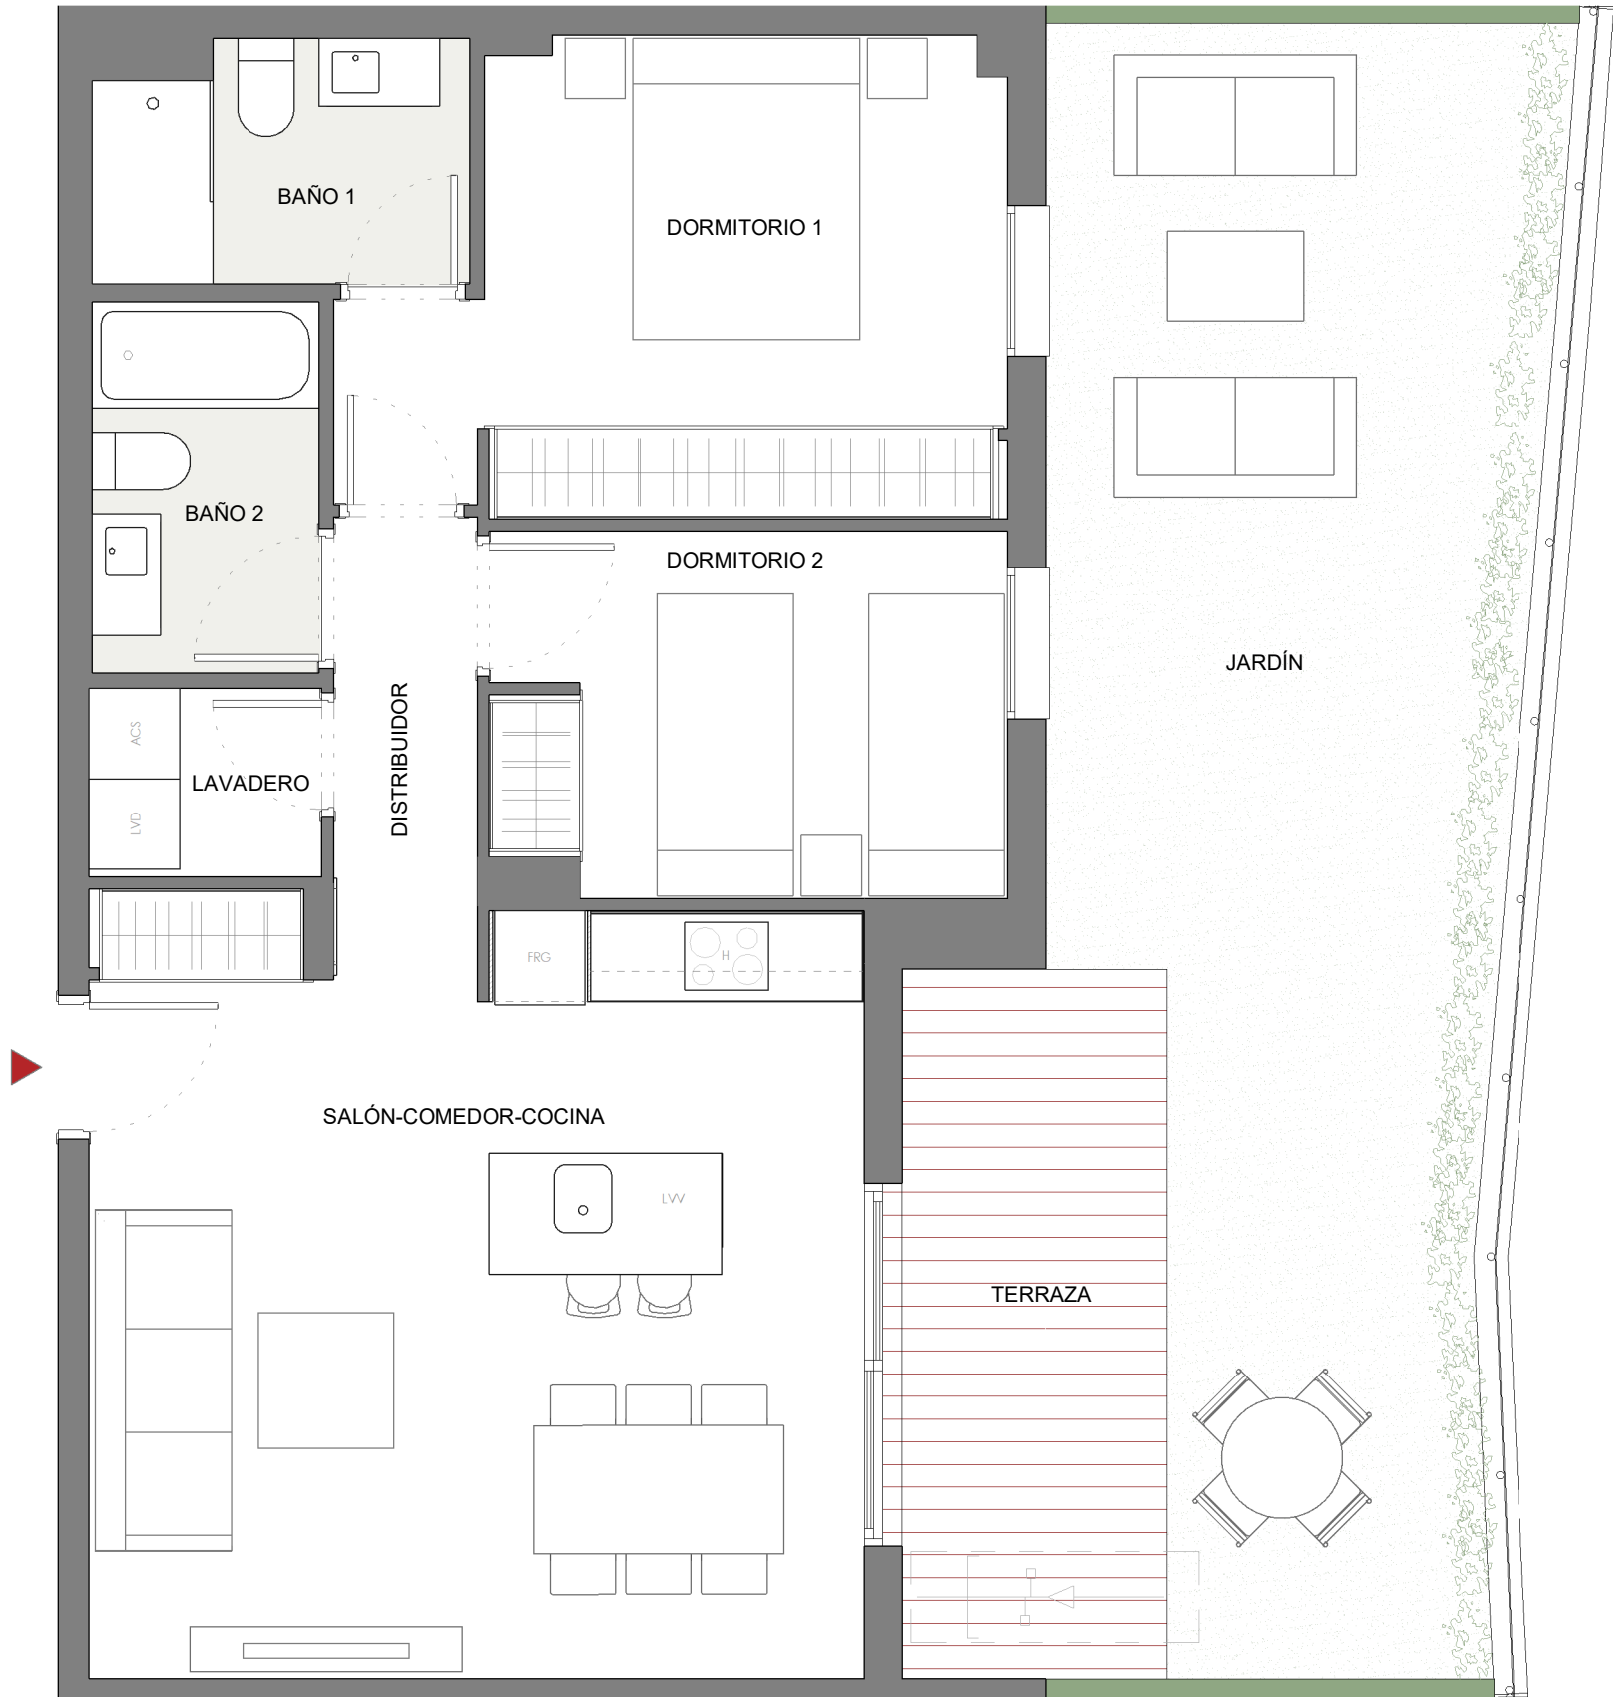 BAÑO 1
DORMITORIO 1
BAÑO 2
DORMITORIO 2
JARDÍN
DISTRIBUIDOR
ACS
LAVADERO
LVD
FRG
H
SALÓN-COMEDOR-COCINA
LVV
TERRAZA